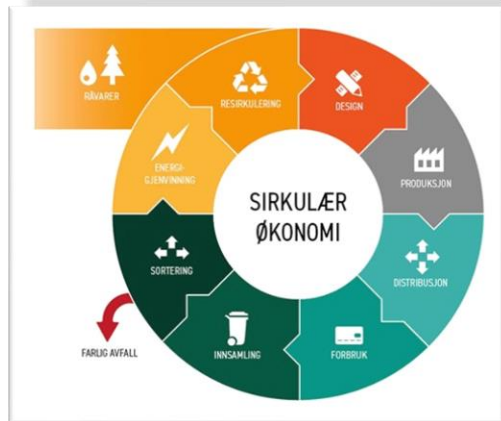 RÅVARER
RESIRKULERING
DESIGN
PRODUKSJON
DISTRIBUSJON
FORBRUK
INNSAMLING
SORTERING
ENERGI-
GJENVINNING
SIRKULÆR
ØKONOMI
FARLIG AVFALL